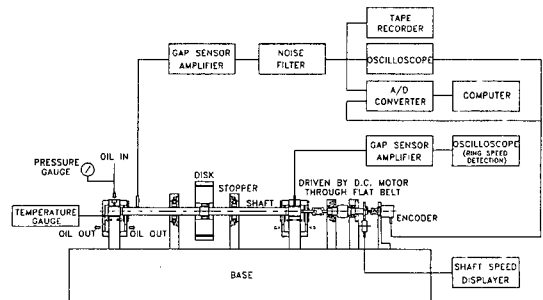 TAPE
RECORDER
GAP SENSOR
AMPLIFIER
NOISE
FILTER
OSCILLOSCOPE
A/D
CONVERTER
COMPUTER
GAP SENSOR
AMPLIFIER
OSCILLOSCOPE
(RING SPEED
DETECTION)
PRESSURE
GAUGE
OIL IN
DISK
STOPPER
SHAFT
DRIVEN BY D.C. MOTOR
THROUGH FLAT BELT
TEMPERATURE
GAUGE
OIL OUT
OIL OUT
ENCODER
BASE
SHAFT SPEED
DISPLAYER